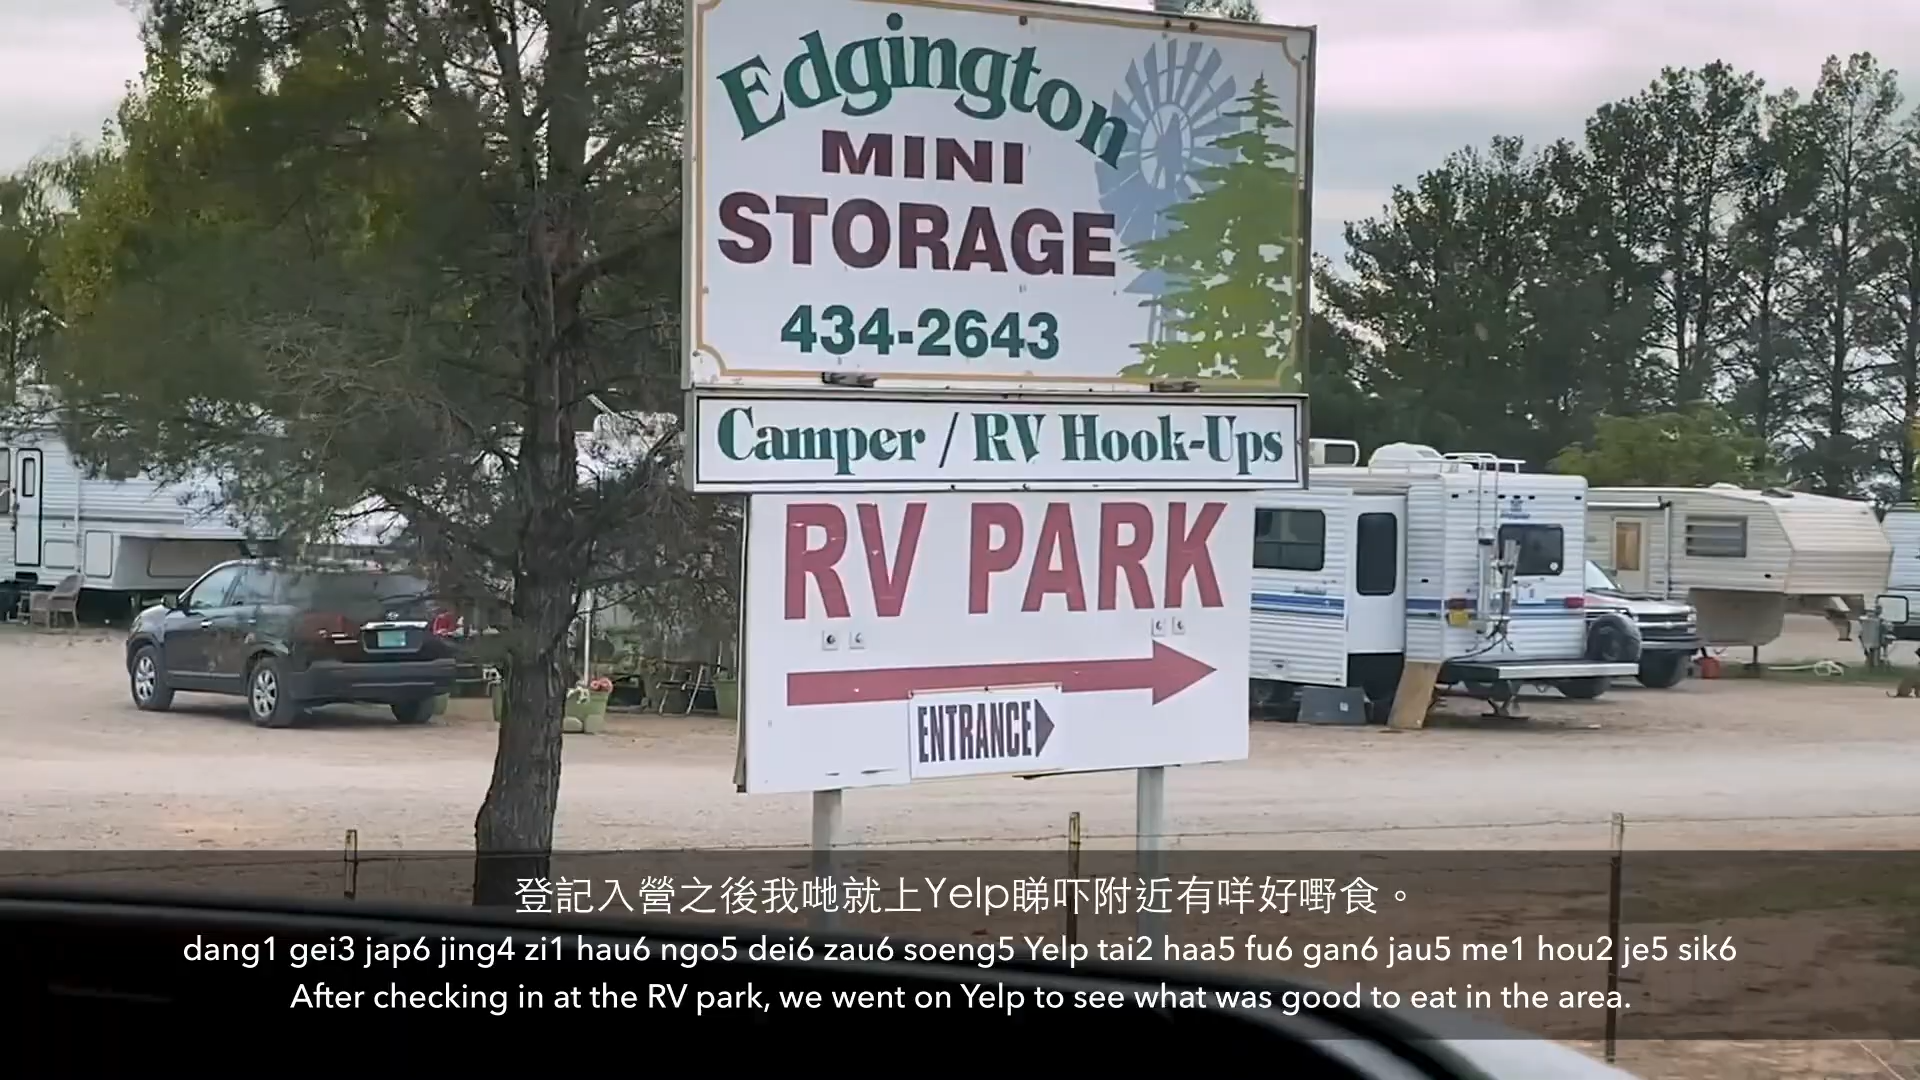 Edgington
MINI
STORAGE
434-2643
Camper / RV Hook-Ups
RV PARK
ENTRANCE
登記入營之後我哋就上Yelp睇吓附近有咩好嘢食。
dang1 gei3 jap6 jing4 zi1 hau6 ngo5 dei6 zau6 soeng5 Yelp tai2 haa5 fu6 gan6 jau5 me1 hou2 je5 sik6
After checking in at the RV park, we went on Yelp to see what was good to eat in the area.